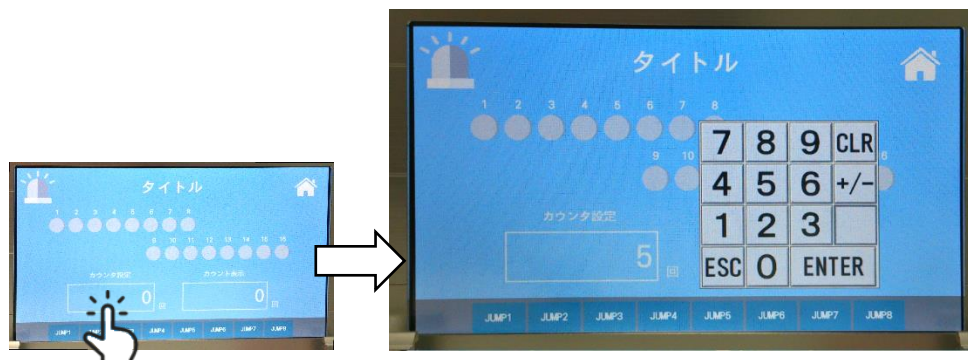 タイトル
1 2 3 4 5 6 7 8
9 10 11 12 13 14 15 16
カウンタ設定
カウント表示
0 回
0 回
JUMP1 JUMP4 JUMP5 JUMP6 JUMP7
タイトル
1 2 3 4 5 6 7 8
9 10 6
7 8 9 CLR
4 5 6 +/-
1 2 3
ESC 0 ENTER
カウンタ設定
5 回
JUMP1 JUMP2 JUMP3 JUMP4 JUMP5 JUMP6 JUMP7 JUMP8